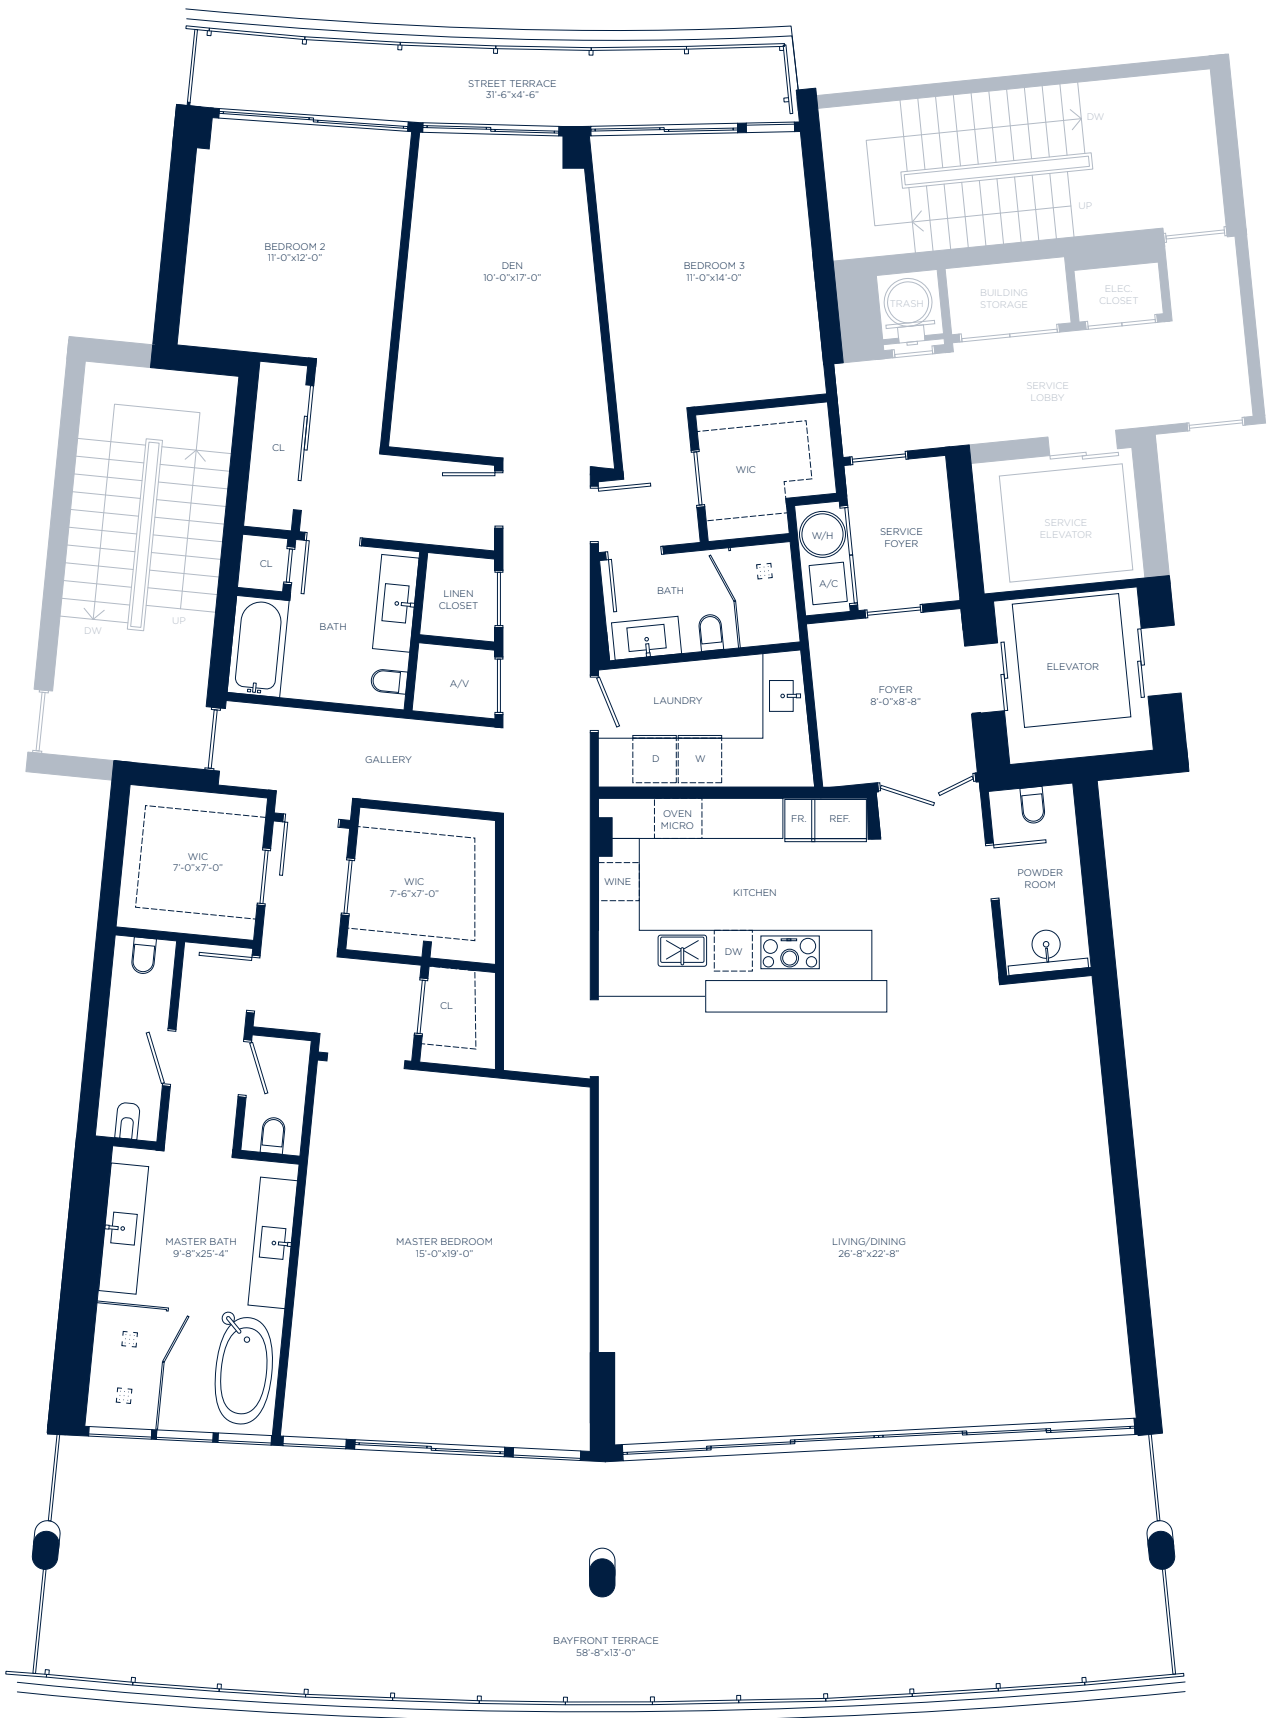 STREET TERRACE
31'-6"x4'-6"
DW
UP
BEDROOM 2
11'-0"x12'-0"
DEN
10'-0"x17'-0"
BEDROOM 3
11'-0"x14'-0"
TRASH
BUILDING
STORAGE
ELEC.
CLOSET
SERVICE
LOBBY
CL
WIC
W/H
SERVICE
FOYER
SERVICE
ELEVATOR
CL
LINEN
CLOSET
BATH
A/C
DW
UP
BATH
A/V
LAUNDRY
FOYER
8'-0"x8'-8"
ELEVATOR
GALLERY
D
W
OVEN
MICRO
FR.
REF.
WIC
7'-0"x7'-0"
WIC
7'-6"x7'-0"
WINE
KITCHEN
POWDER
ROOM
DW
CL
MASTER BATH
9'-8"x25'-4"
MASTER BEDROOM
15'-0"x19'-0"
LIVING/DINING
26'-8"x22'-8"
BAYFRONT TERRACE
58'-8"x13'-0"